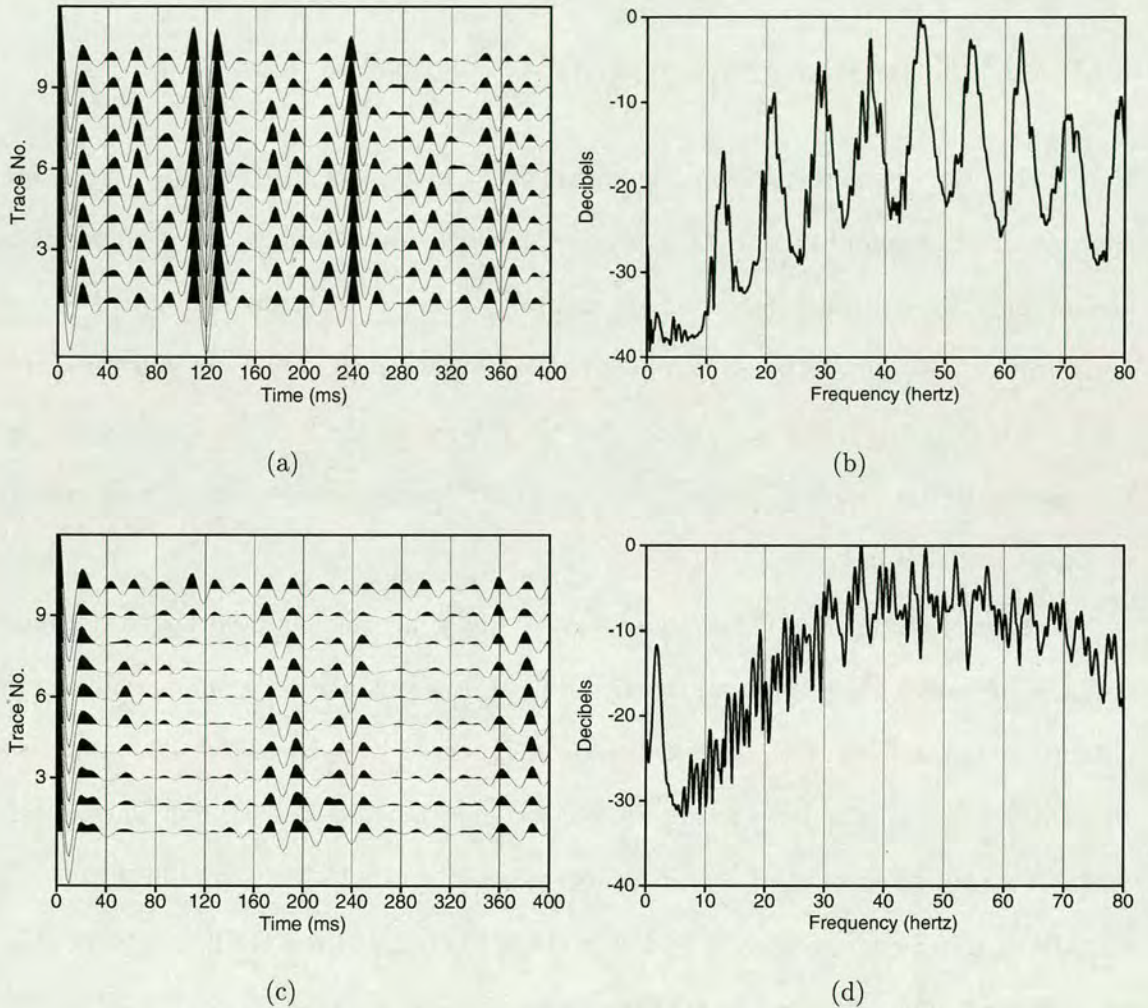 Trace No.
9
6
3
0 40 80 120 160 200 240 280 320 360 400
Time (ms)
(a)
Decibels
0
-10
-20
-30
-40
0 10 20 30 40 50 60 70 80
Frequency (hertz)
(b)
Trace No.
9
6
3
0 40 80 120 160 200 240 280 320 360 400
Time (ms)
(c)
Decibels
0
-10
-20
-30
-40
0 10 20 30 40 50 60 70 80
Frequency (hertz)
(d)